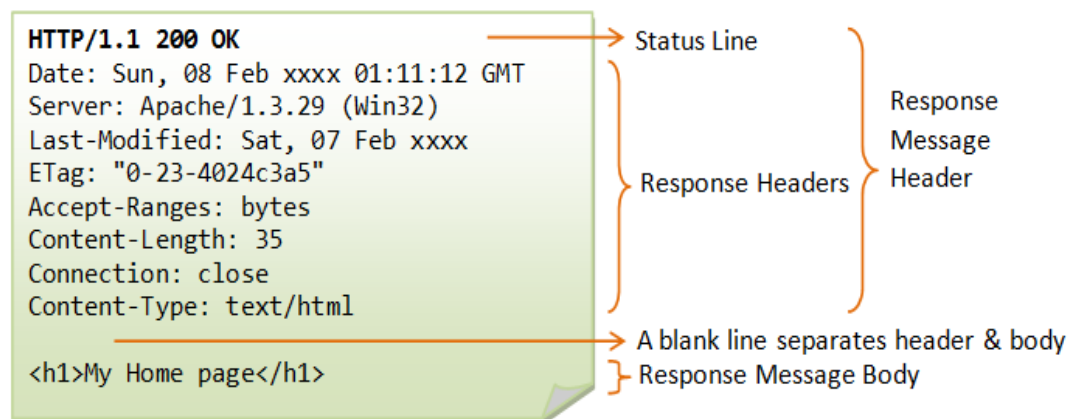 HTTP/1.1 200 OK
Date: Sun, 08 Feb xxxx 01:11:12 GMT
Server: Apache/1.3.29 (Win32)
Last-Modified: Sat, 07 Feb xxxx
ETag: "0-23-4024c3a5"
Accept-Ranges: bytes
Content-Length: 35
Connection: close
Content-Type: text/html
<h1>My Home page</h1>
Status Line
Response Headers
Response
Message
Header
A blank line separates header & body
Response Message Body